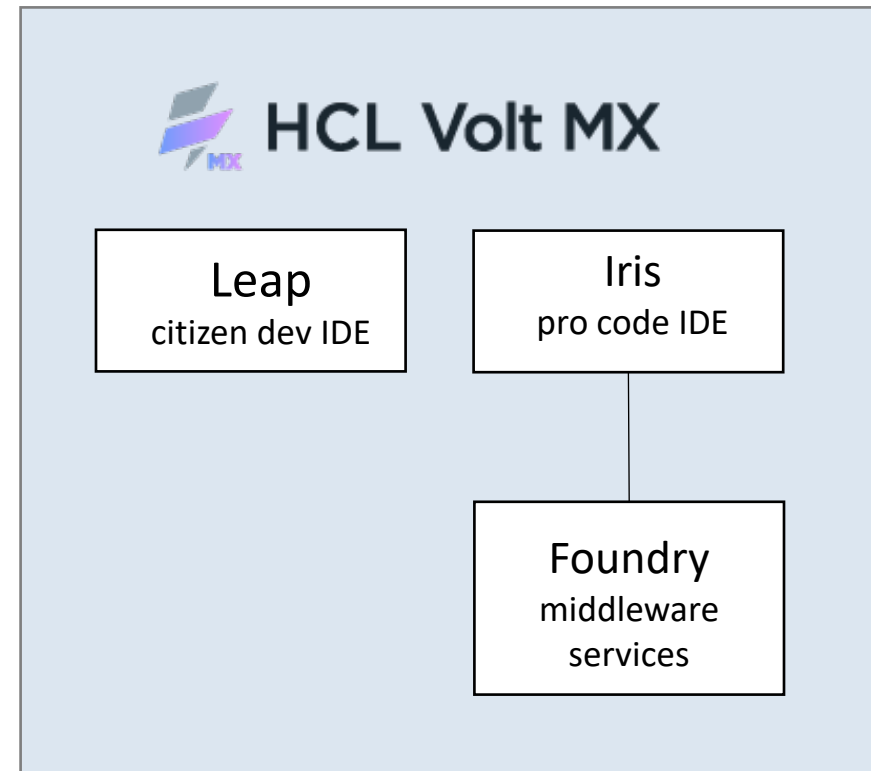 MX
HCL Volt MX
Leap
citizen dev IDE
Iris
pro code IDE
Foundry
middleware
services